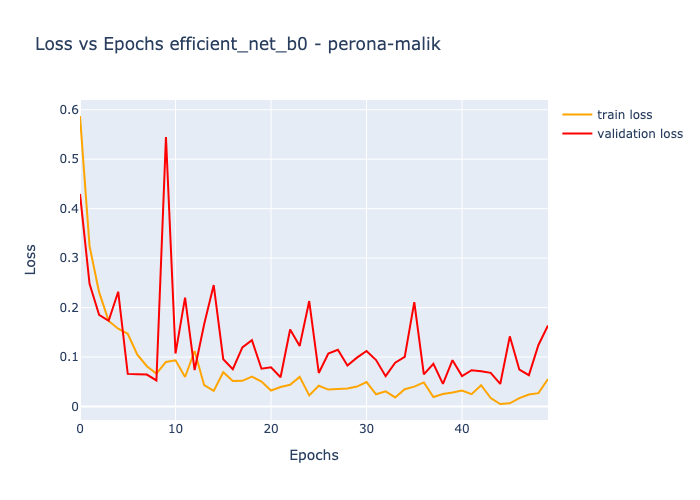 Loss vs Epochs efficient_net_b0 - perona-malik
train loss
validation loss
0.6
0.5
0.4
0.3
0.2
0.1
0
Loss
0 10 20 30 40
Epochs